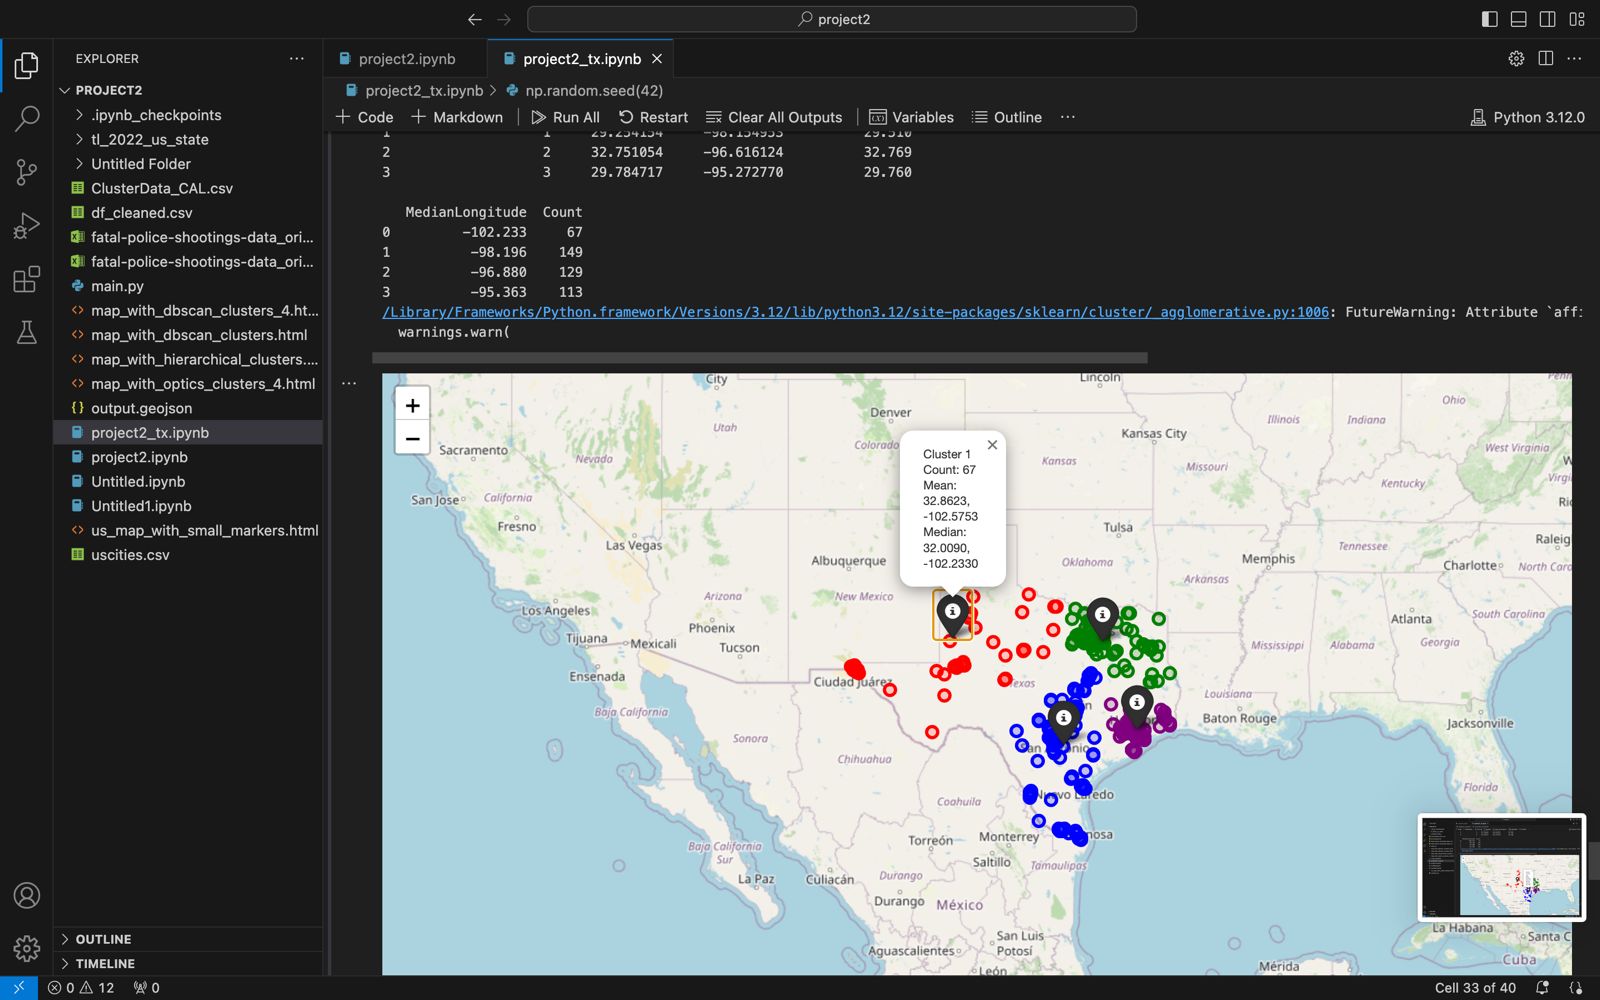 project2
EXPLORER
PROJECT2
.ipynb_checkpoints
tl_2022_us_state
Untitled Folder
ClusterData_CAL.csv
df_cleaned.csv
fatal-police-shootings-data_ori...
fatal-police-shootings-data_ori...
main.py
map_with_dbscan_clusters_4.ht...
map_with_dbscan_clusters.html
map_with_hierarchical_clusters....
map_with_optics_clusters_4.html
output.geojson
project2_tx.ipynb
project2.ipynb
Untitled.ipynb
Untitled1.ipynb
us_map_with_small_markers.html
uscities.csv
OUTLINE
TIMELINE
0 12 0
project2.ipynb
project2_tx.ipynb
project2_tx.ipynb > np.random.seed(42)
+ Code + Markdown Run All Restart Clear All Outputs Variables Outline ...
Python 3.12.0
1 1 29.254154 -98.154953 29.510
2 2 32.751054 -96.616124 32.769
3 3 29.784717 -95.272770 29.760
MedianLongitude Count
0 -102.233 67
1 -98.196 149
2 -96.880 129
3 -95.363 113
/Library/Frameworks/Python.framework/Versions/3.12/lib/python3.12/site-packages/sklearn/cluster/_agglomerative.py:1006: FutureWarning: Attribute `affi
warnings.warn(
+
−
City
Lincoln
Ohio
Denver
Illinois
Indiana
Utah
Kansas City
Sacramento
Colorado
West Virginia
Nevada
Kansas
Missouri
Kentucky
San Jose
California
Fresno
Tulsa
Las Vegas
Tennessee
Raleig
Albuquerque
Oklahoma
Memphis
Charlotte
North Carol
Arkansas
Arizona
New Mexico
Los Angeles
Atlanta
South Carolina
Phoenix
Tijuana
Mexicali
Mississippi
Alabama
Georgia
Tucson
Ensenada
Ciudad Juárez
Texas
Louisiana
Baja California
Baton Rouge
Jacksonville
Sonora
Chihuahua
Florida
Coahuila
Nuevo Laredo
Monterrey
Torreón
Baja California Sur
Saltillo
Tamaulipas
La Paz
Culiacán
Durango
Durango
México
San Luis Potosí
Aguascalientes
León
La Habana
Santa C
Cuba
Mérida
Cluster 1
Count: 67
Mean:
32.8623,
-102.5753
Median:
32.0090,
-102.2330
Cell 33 of 40